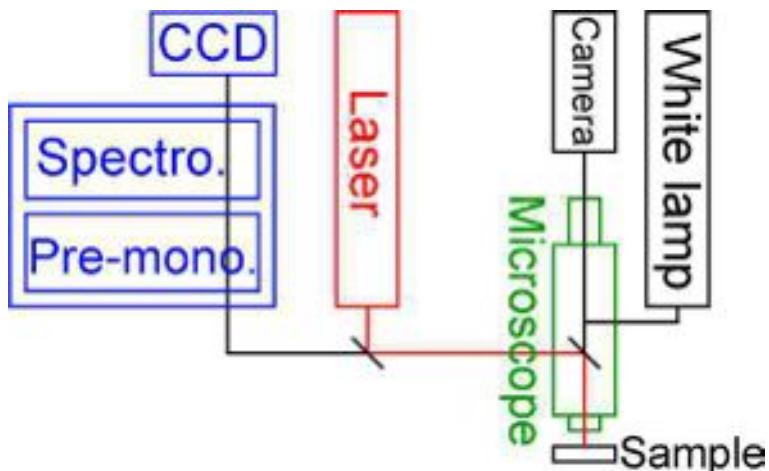 CCD
Spectro.
Pre-mono.
Laser
Microscope
Camera
White lamp
Sample